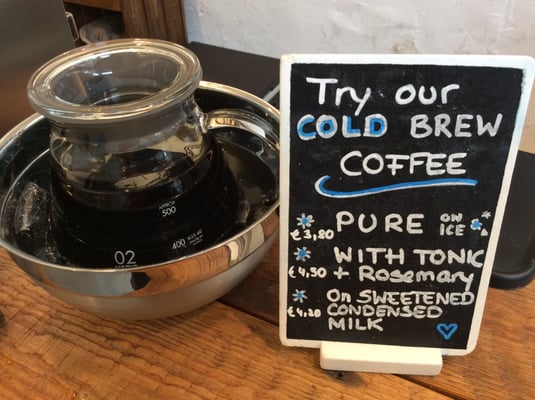 Try our
COLD BREW
COFFEE
PURE ON ICE
€3,80
WITH TONIC
€4,50 + Rosemary
On SWEETENED
€4,20 CONDENSED
MILK
APPROX
500
400
02